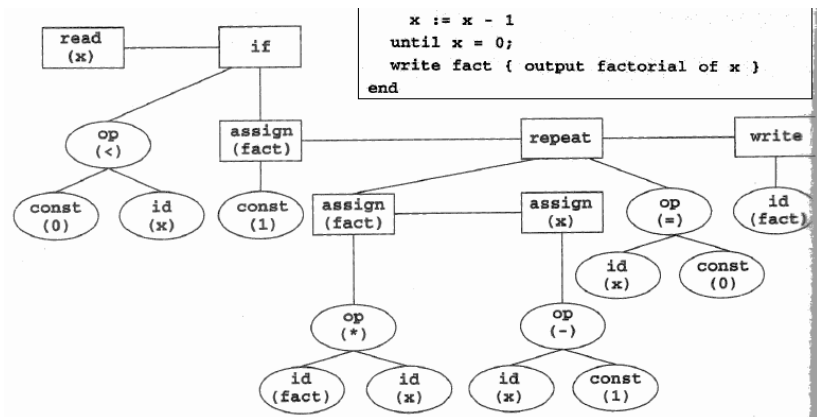 x := x - 1
until x = 0;
write fact { output factorial of x }
end
read
(x)
if
op
(<)
assign
(fact)
repeat
write
const
(0)
id
(x)
const
(1)
assign
(fact)
assign
(x)
op
(=)
id
(fact)
id
(x)
const
(0)
op
(*)
op
(-)
id
(fact)
id
(x)
id
(x)
const
(1)